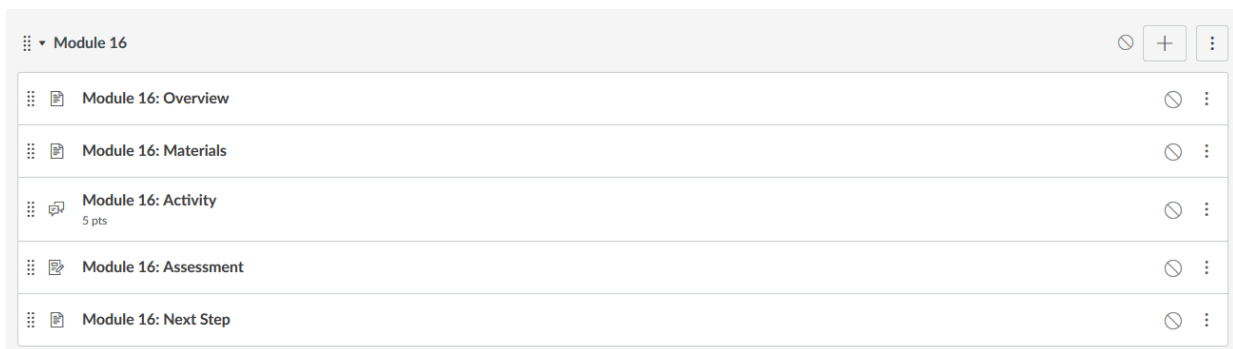 Module 16
Module 16: Overview
Module 16: Materials
Module 16: Activity
5 pts
Module 16: Assessment
Module 16: Next Step